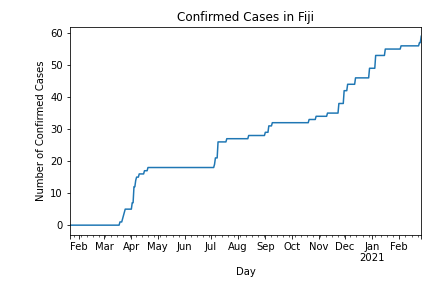 Confirmed Cases in Fiji
60
50
40
30
20
10
0
Number of Confirmed Cases
Feb Mar Apr May Jun Jul Aug Sep Oct Nov Dec Jan Feb
2021
Day